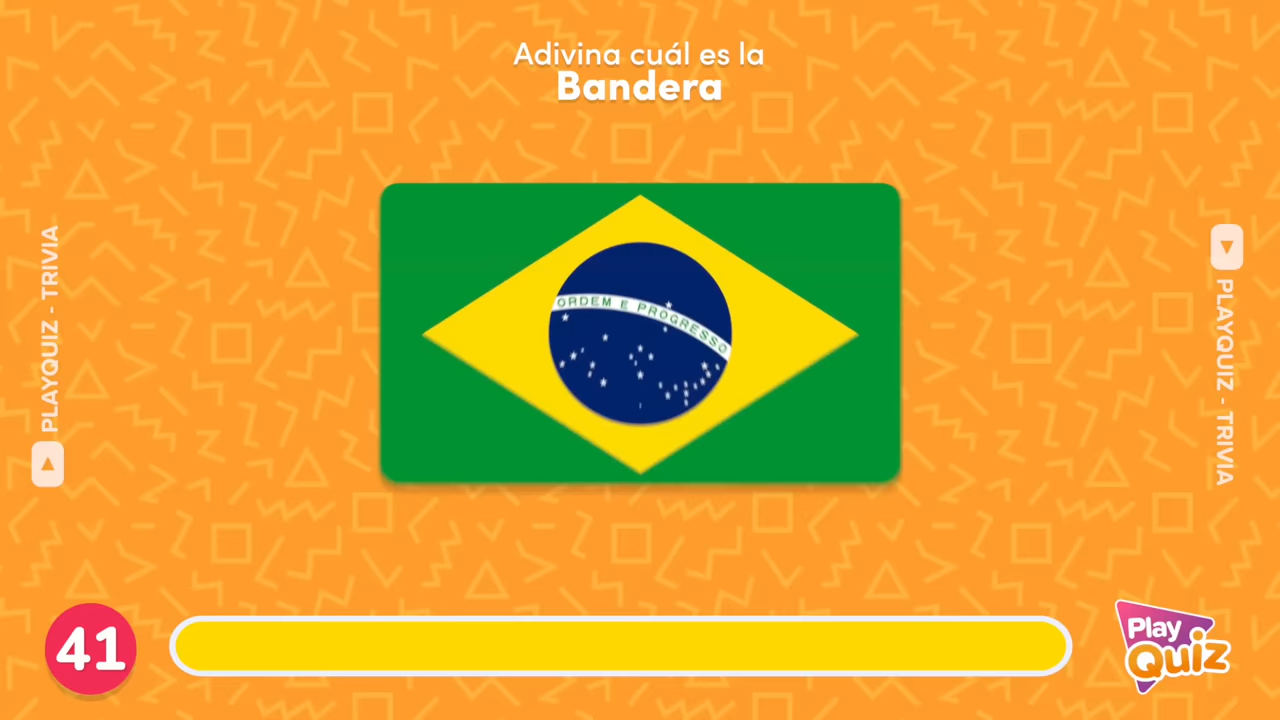 Adivina cuál es la
Bandera
PLAYQUIZ - TRIVIA
ORDEM E PROGRESSO
PLAYQUIZ - TRIVIA
41
Play
Quiz